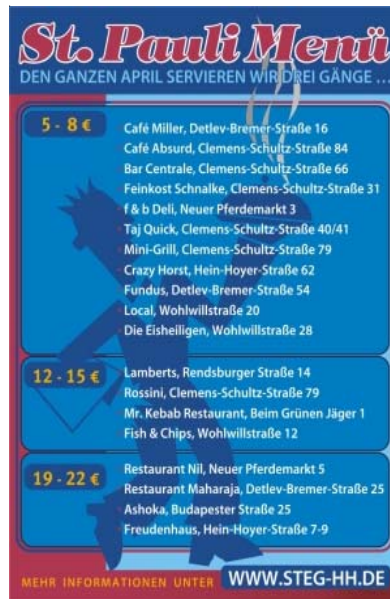 St. Pauli Menü
DEN GANZEN APRIL SERVIEREN WIR DREI GÄNGE ...
5 - 8 €
Café Miller, Detlev-Bremer-Straße 16
Café Absurd, Clemens-Schultz-Straße 84
Bar Centrale, Clemens-Schultz-Straße 66
Feinkost Schnalke, Clemens-Schultz-Straße 31
f & b Deli, Neuer Pferdemarkt 3
Taj Quick, Clemens-Schultz-Straße 40/41
Mini-Grill, Clemens-Schultz-Straße 79
Crazy Horst, Hein-Hoyer-Straße 62
Fundus, Detlev-Bremer-Straße 54
Local, Wohlwillstraße 20
Die Eisheiligen, Wohlwillstraße 28
12 - 15 €
Lamberts, Rendsburger Straße 14
Rossini, Clemens-Schultz-Straße 79
Mr. Kebab Restaurant, Beim Grünen Jäger 1
Fish & Chips, Wohlwillstraße 12
19 - 22 €
Restaurant Nil, Neuer Pferdemarkt 5
Restaurant Maharaja, Detlev-Bremer-Straße 25
Ashoka, Budapester Straße 25
Freudenhaus, Hein-Hoyer-Straße 7-9
MEHR INFORMATIONEN UNTER WWW.STEG-HH.DE